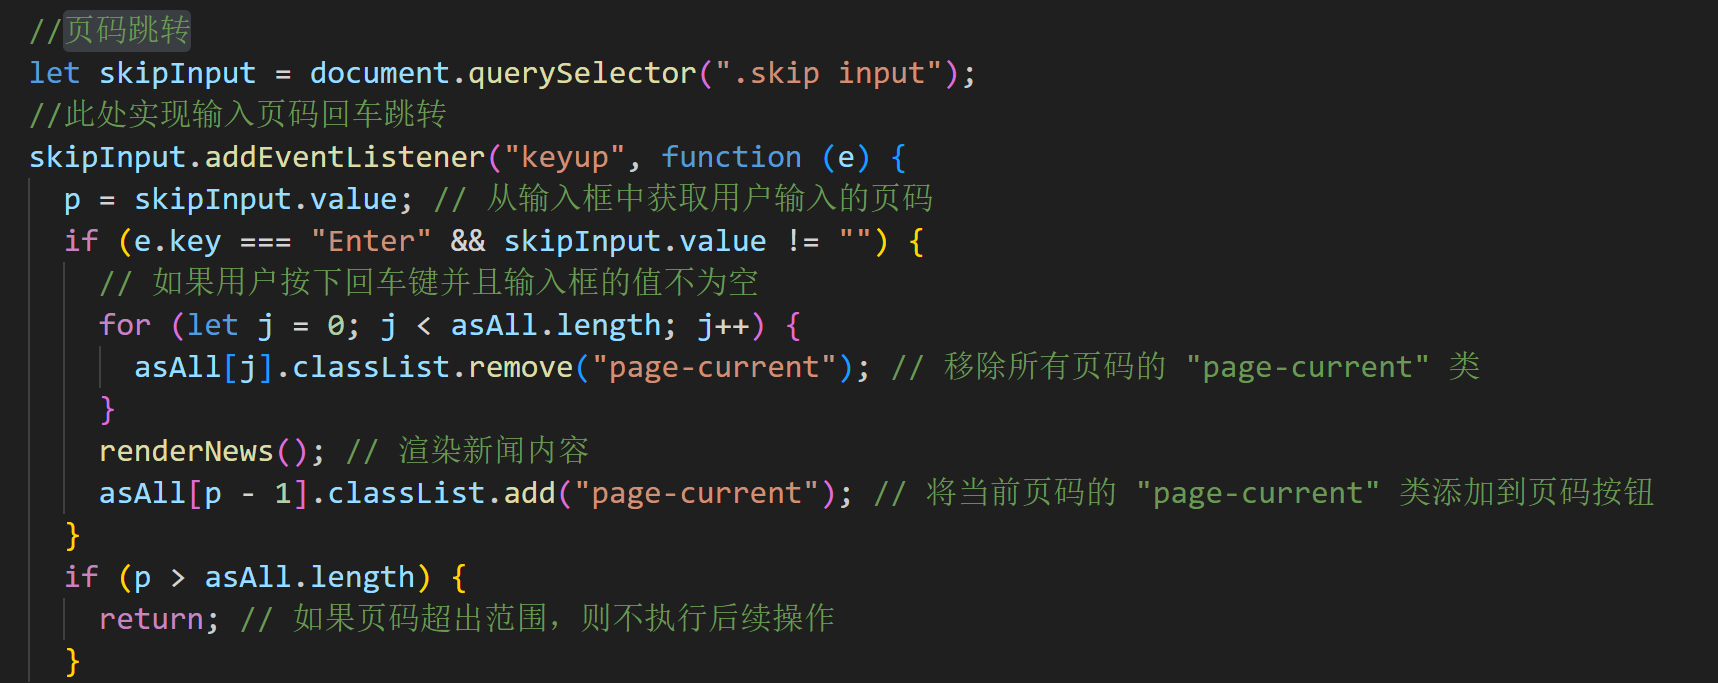 //页码跳转
let skipInput = document.querySelector(".skip input");
//此处实现输入页码回车跳转
skipInput.addEventListener("keyup", function (e) {
  p = skipInput.value; // 从输入框中获取用户输入的页码
  if (e.key === "Enter" && skipInput.value != "") {
    // 如果用户按下回车键并且输入框的值不为空
    for (let j = 0; j < asAll.length; j++) {
      asAll[j].classList.remove("page-current"); // 移除所有页码的 "page-current" 类
    }
    renderNews(); // 渲染新闻内容
    asAll[p - 1].classList.add("page-current"); // 将当前页码的 "page-current" 类添加到页码按钮
  }
  if (p > asAll.length) {
    return; // 如果页码超出范围，则不执行后续操作
  }